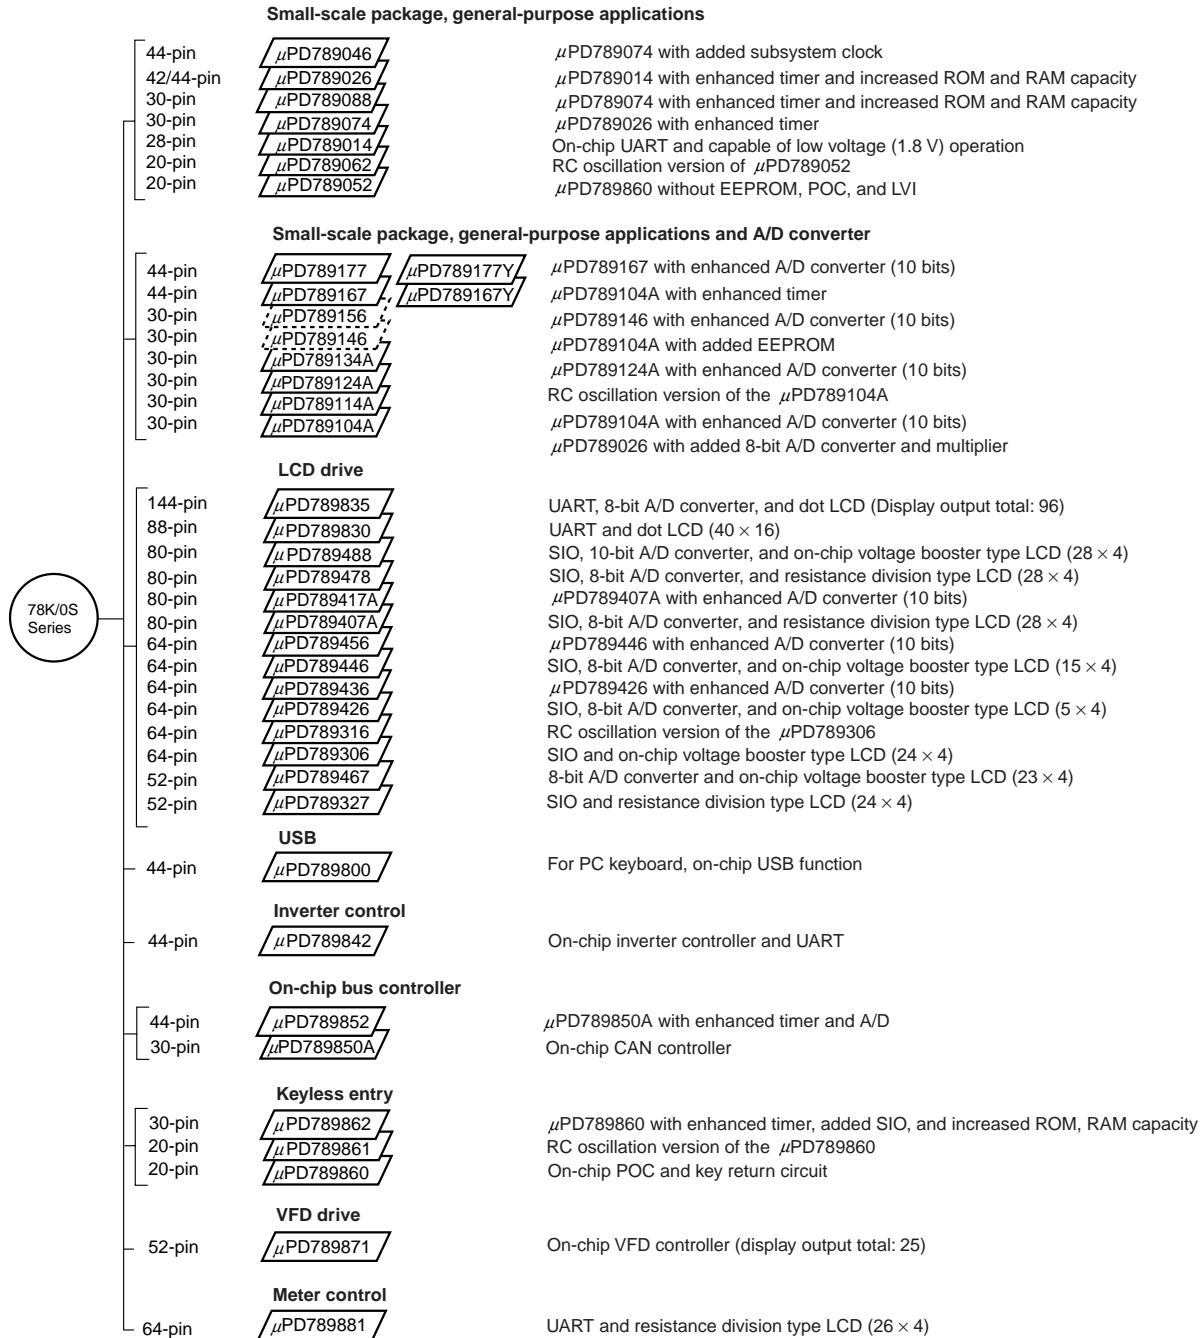 Small-scale package, general-purpose applications
44-pin μPD789046 μPD789074 with added subsystem clock
42/44-pin μPD789026 μPD789014 with enhanced timer and increased ROM and RAM capacity
30-pin μPD789088 μPD789074 with enhanced timer and increased ROM and RAM capacity
30-pin μPD789074 μPD789026 with enhanced timer
28-pin μPD789014 On-chip UART and capable of low voltage (1.8 V) operation
20-pin μPD789062 RC oscillation version of μPD789052
20-pin μPD789052 μPD789860 without EEPROM, POC, and LVI
Small-scale package, general-purpose applications and A/D converter
44-pin μPD789177 μPD789177Y μPD789167 with enhanced A/D converter (10 bits)
44-pin μPD789167 μPD789167Y μPD789104A with enhanced timer
30-pin μPD789156 μPD789146 with enhanced A/D converter (10 bits)
30-pin μPD789146 μPD789104A with added EEPROM
30-pin μPD789134A μPD789124A with enhanced A/D converter (10 bits)
30-pin μPD789124A RC oscillation version of the μPD789104A
30-pin μPD789114A μPD789104A with enhanced A/D converter (10 bits)
30-pin μPD789104A μPD789026 with added 8-bit A/D converter and multiplier
LCD drive
144-pin μPD789835 UART, 8-bit A/D converter, and dot LCD (Display output total: 96)
88-pin μPD789830 UART and dot LCD (40 × 16)
80-pin μPD789488 SIO, 10-bit A/D converter, and on-chip voltage booster type LCD (28 × 4)
80-pin μPD789478 SIO, 8-bit A/D converter, and resistance division type LCD (28 × 4)
80-pin μPD789417A μPD789407A with enhanced A/D converter (10 bits)
80-pin μPD789407A SIO, 8-bit A/D converter, and resistance division type LCD (28 × 4)
64-pin μPD789456 μPD789446 with enhanced A/D converter (10 bits)
64-pin μPD789446 SIO, 8-bit A/D converter, and on-chip voltage booster type LCD (15 × 4)
64-pin μPD789436 μPD789426 with enhanced A/D converter (10 bits)
64-pin μPD789426 SIO, 8-bit A/D converter, and on-chip voltage booster type LCD (5 × 4)
64-pin μPD789316 RC oscillation version of the μPD789306
64-pin μPD789306 SIO and on-chip voltage booster type LCD (24 × 4)
52-pin μPD789467 8-bit A/D converter and on-chip voltage booster type LCD (23 × 4)
52-pin μPD789327 SIO and resistance division type LCD (24 × 4)
78K/0S
Series
USB
44-pin μPD789800 For PC keyboard, on-chip USB function
Inverter control
44-pin μPD789842 On-chip inverter controller and UART
On-chip bus controller
44-pin μPD789852 μPD789850A with enhanced timer and A/D
30-pin μPD789850A On-chip CAN controller
Keyless entry
30-pin μPD789862 μPD789860 with enhanced timer, added SIO, and increased ROM, RAM capacity
20-pin μPD789861 RC oscillation version of the μPD789860
20-pin μPD789860 On-chip POC and key return circuit
VFD drive
52-pin μPD789871 On-chip VFD controller (display output total: 25)
Meter control
64-pin μPD789881 UART and resistance division type LCD (26 × 4)